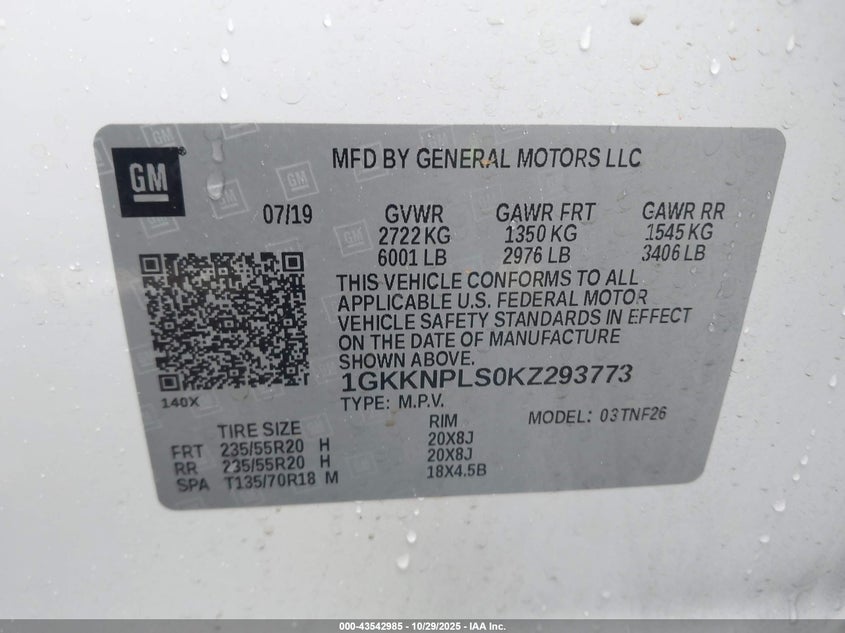 GM
MFD BY GENERAL MOTORS LLC
07/19 GVWR GAWR FRT GAWR RR
2722 KG 1350 KG 1545 KG
6001 LB 2976 LB 3406 LB
THIS VEHICLE CONFORMS TO ALL
APPLICABLE U.S. FEDERAL MOTOR
VEHICLE SAFETY STANDARDS IN EFFECT
ON THE DATE OF MANUFACTURE
SHOWN ABOVE.
1GKKNPLS0KZ293773
140X
TYPE: M.P.V.
MODEL: 03TNF26
TIRE SIZE RIM
FRT 235/55R20 H 20X8J
RR 235/55R20 H 20X8J
SPA T135/70R18 M 18X4.5B
000-43542985 - 10/29/2025 - IAA Inc.